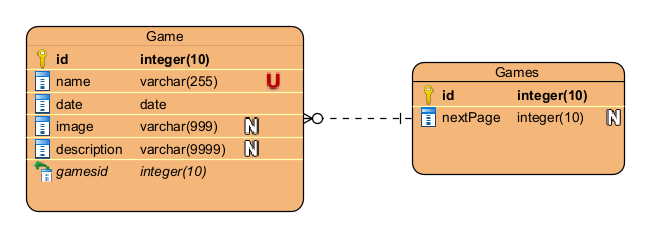 Game
id integer(10)
name varchar(255) U
date date
image varchar(999) N
description varchar(9999) N
gamesid integer(10)
Games
id integer(10)
nextPage integer(10) N